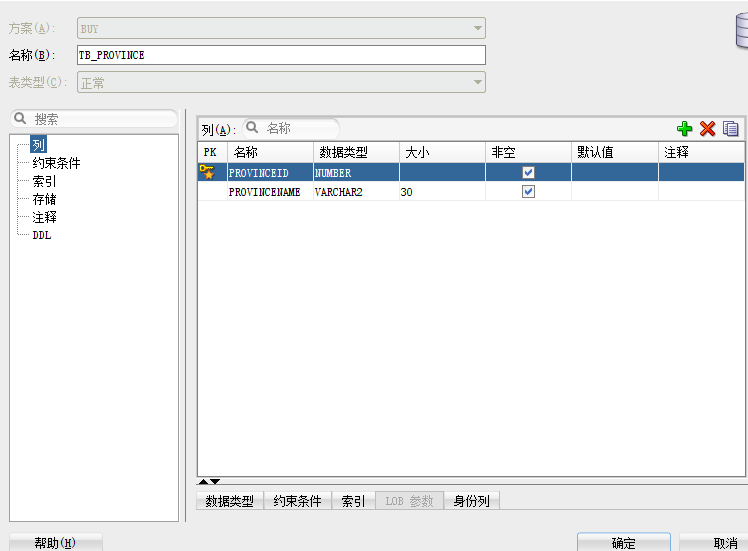 方案(A): BUY
名称(B): TB_PROVINCE
表类型(C): 正常
搜索
列
约束条件
索引
存储
注释
DDL
列(A): 名称
PK 名称 数据类型 大小 非空 默认值 注释
PROVINCEID NUMBER
PROVINCENAME VARCHAR2 30
数据类型 约束条件 索引 LOB 参数 身份列
帮助(H) 确定 取消